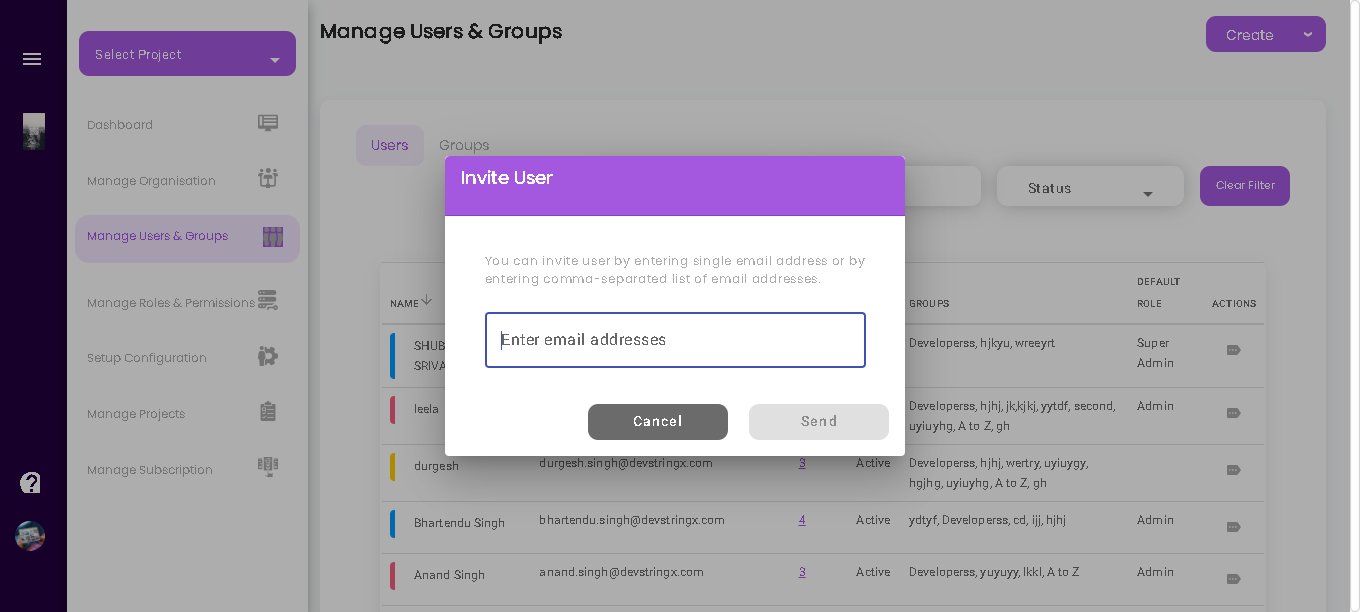 Manage Users & Groups
Create
Select Project
Dashboard
Manage Organisation
Manage Users & Groups
Manage Roles & Permissions
Setup Configuration
Manage Projects
Manage Subscription
Users
Groups
Status
Clear Filter
Invite User
You can invite user by entering single email address or by
entering comma-separated list of email addresses.
Enter email addresses
Cancel
Send
NAME
GROUPS
DEFAULT
ROLE
ACTIONS
SHUB
SRIVA
Developerss, hjkyu, wreeyrt
Super
Admin
leela
Developerss, hjhj, jk,kjkj, yytdf, second,
uyiuyhg, A to Z, gh
Admin
durgesh
durgesh.singh@devstringx.com
3
Active
Developerss, hjhj, wertry, uyiuygy,
hgjhg, uyiuyhg, A to Z, gh
Admin
Bhartendu Singh
bhartendu.singh@devstringx.com
4
Active
ydtyf, Developerss, cd, ijj, hjhj
Admin
Anand Singh
anand.singh@devstringx.com
3
Active
Developerss, yuyuyy, lkkl, A to Z
Admin